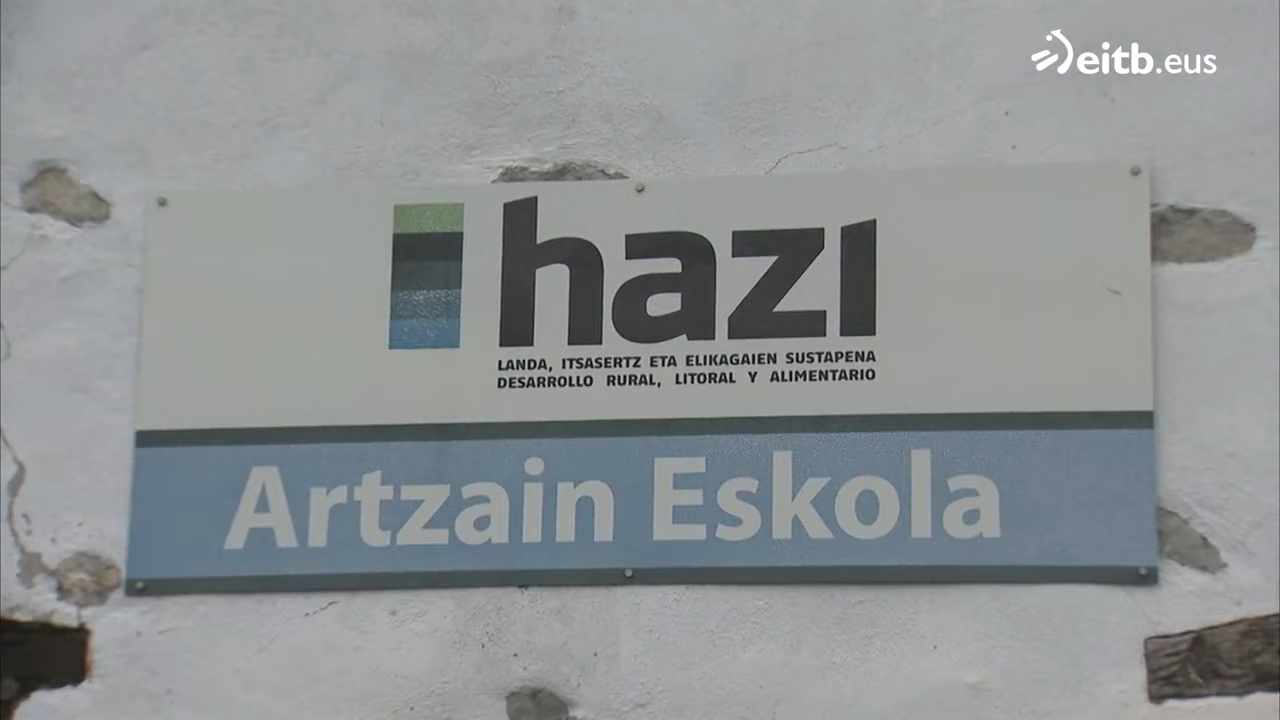 eitb.eus
hazi
LANDA, ITSASERTZ ETA ELIKAGAIEN SUSTAPENA
DESARROLLO RURAL, LITORAL Y ALIMENTARIO
Artzain Eskola